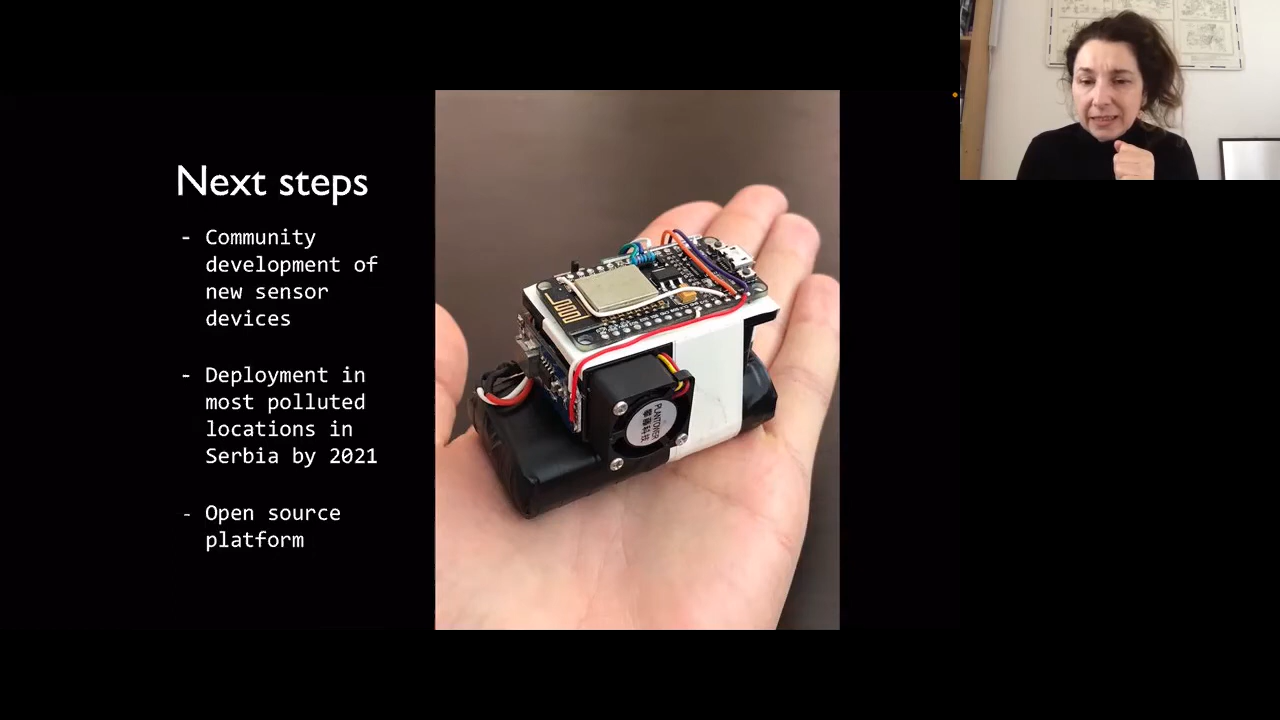 Next steps
- Community
development of
new sensor
devices
- Deployment in
most polluted
locations in
Serbia by 2021
- Open source
platform
PLANTOWER